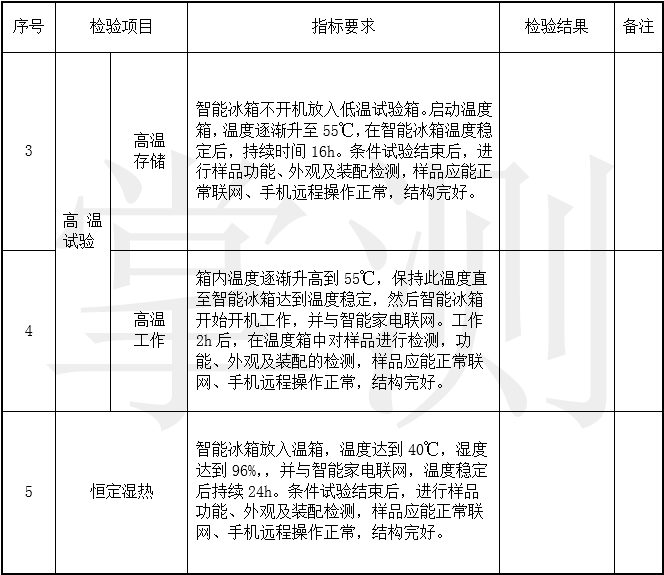 序号 检验项目 指标要求 检验结果 备注
3
高 温
试验
高温
存储
智能冰箱不开机放入低温试验箱。启动温度
箱，温度逐渐升至 55℃，在智能冰箱温度稳
定后，持续时间 16h。条件试验结束后，进
行样品功能、外观及装配检测，样品应能正
常联网、手机远程操作正常，结构完好。
4
高温
工作
箱内温度逐渐升高到 55℃，保持此温度直
至智能冰箱达到温度稳定，然后智能冰箱
开始开机工作，并与智能家电联网。工作
2h 后，在温度箱中对样品进行检测，功
能、外观及装配的检测，样品应能正常联
网、手机远程操作正常，结构完好。
5
恒定湿热
智能冰箱放入温箱，温度达到 40℃，湿度
达到 96%，，并与智能家电联网，温度稳定
后持续 24h。条件试验结束后，进行样品
功能、外观及装配检测，样品应能正常联
网、手机远程操作正常，结构完好。
掌测